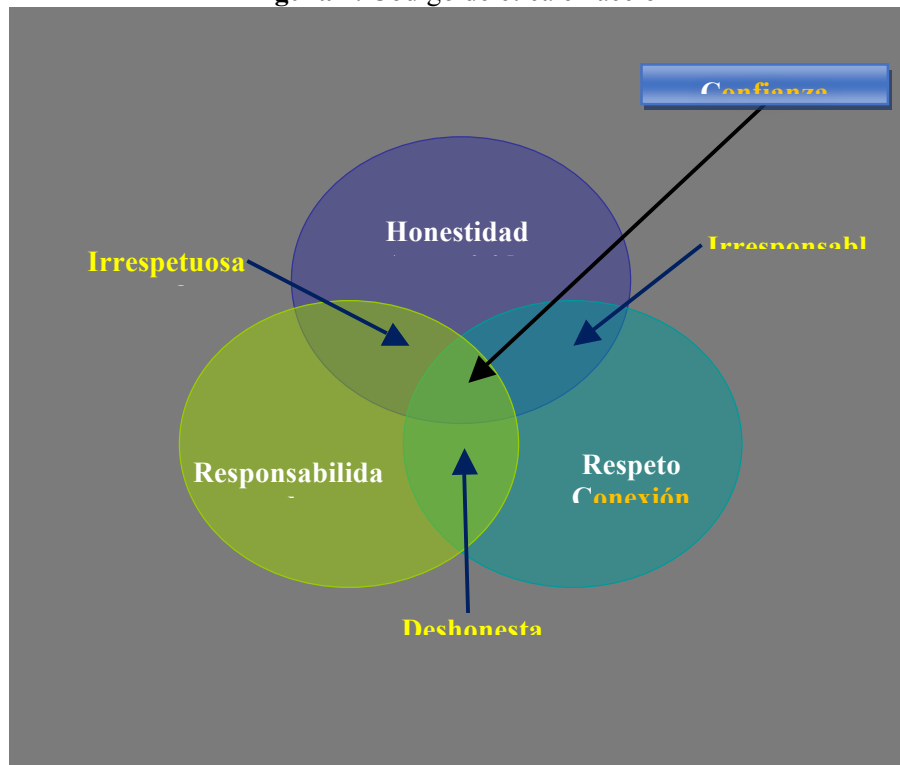 Confianza
Honestidad
Irresponsabl
Irrespetuosa
Responsabilida
Respeto
Conexión
Deshonesta